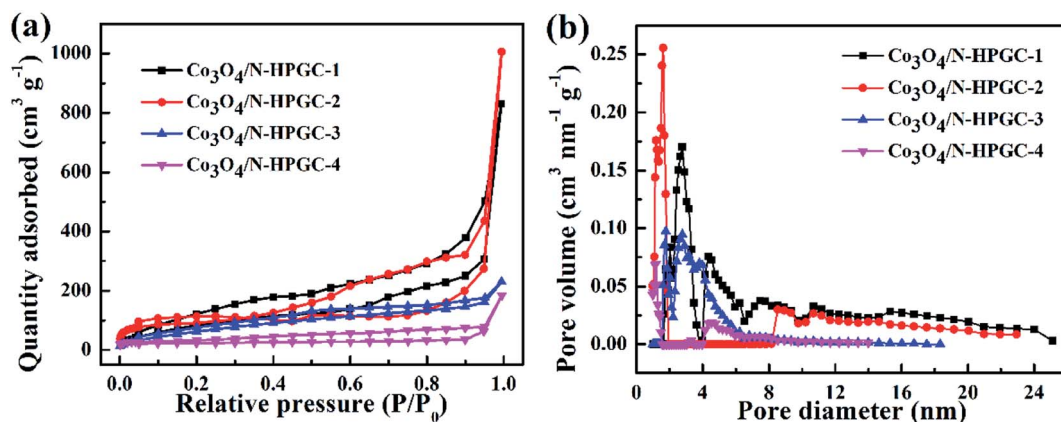 (a)
Quantity adsorbed (cm³ g⁻¹)
1000
800
600
400
200
0
Co₃O₄/N-HPGC-1
Co₃O₄/N-HPGC-2
Co₃O₄/N-HPGC-3
Co₃O₄/N-HPGC-4
0.0 0.2 0.4 0.6 0.8 1.0
Relative pressure (P/P₀)
(b)
Pore volume (cm³ nm⁻¹ g⁻¹)
0.25
0.20
0.15
0.10
0.05
0.00
Co₃O₄/N-HPGC-1
Co₃O₄/N-HPGC-2
Co₃O₄/N-HPGC-3
Co₃O₄/N-HPGC-4
0 4 8 12 16 20 24
Pore diameter (nm)